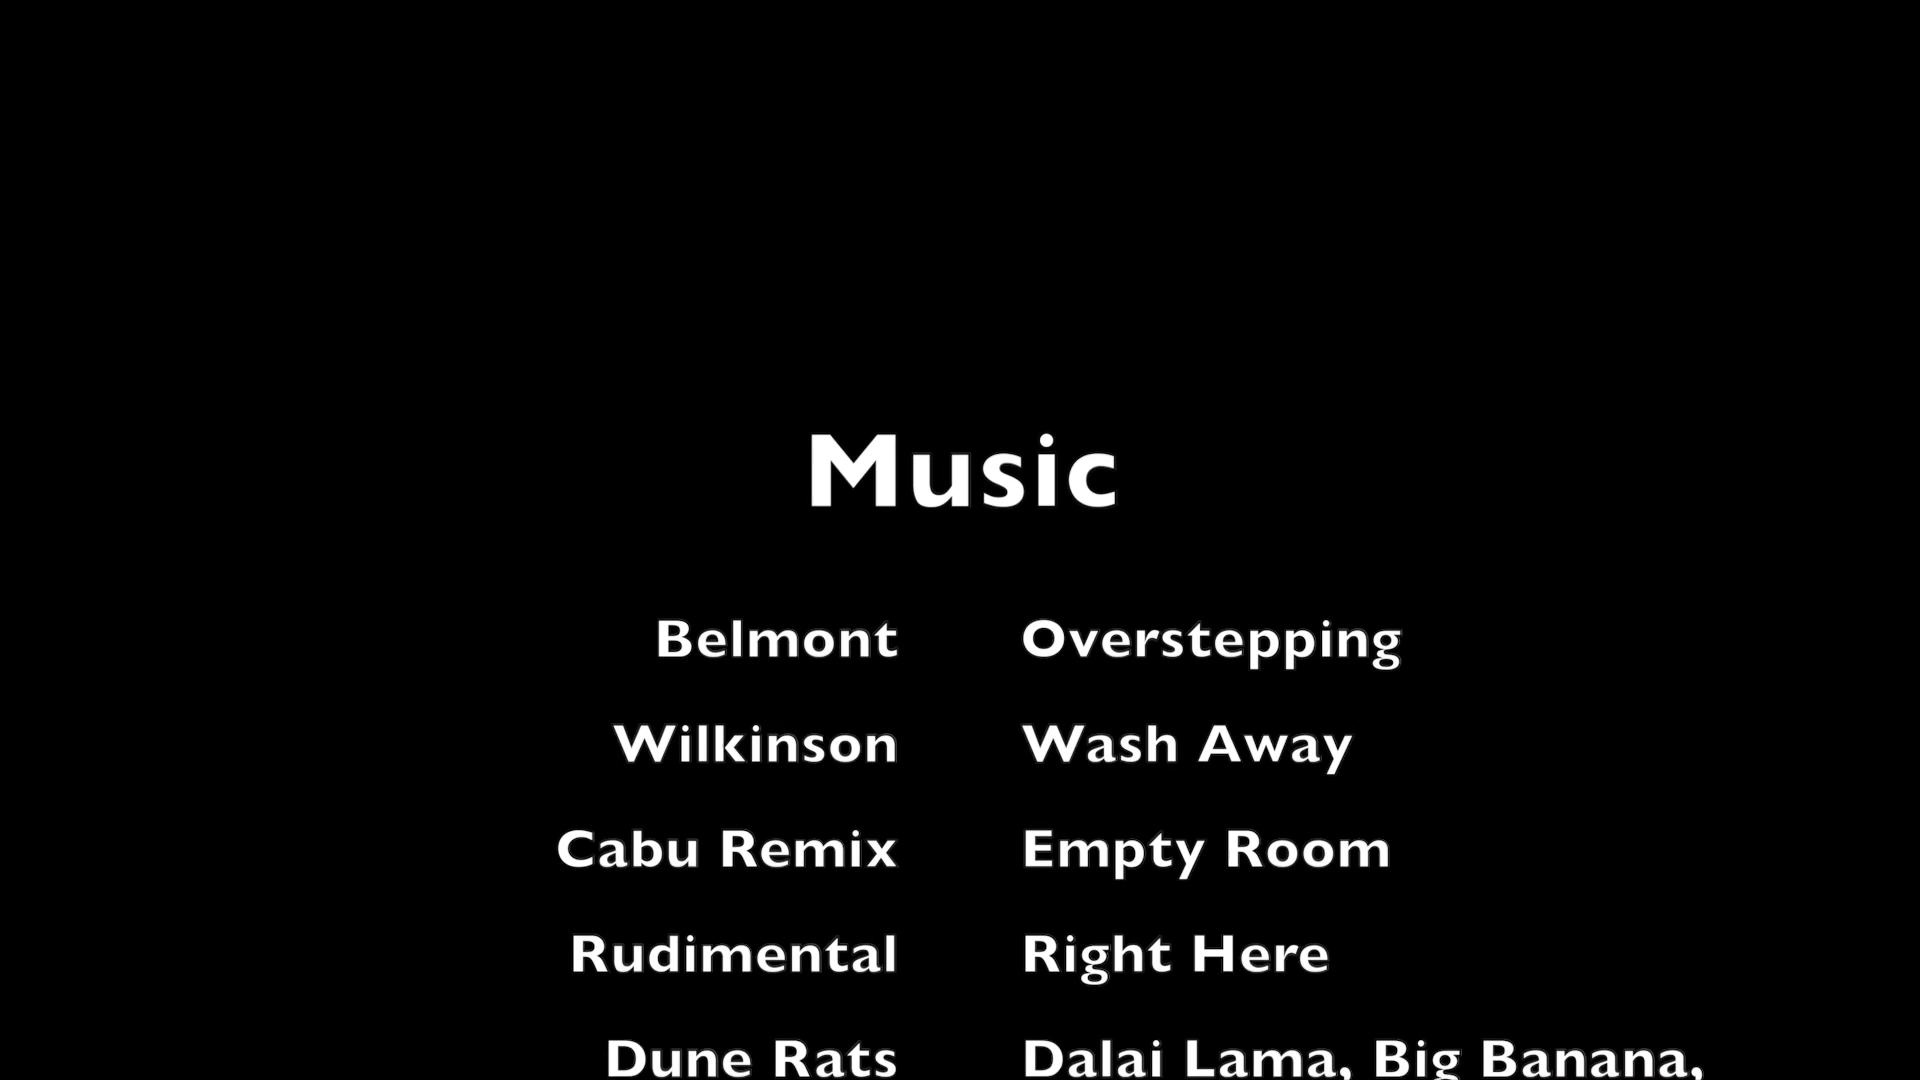 Music
Belmont Overstepping
Wilkinson Wash Away
Cabu Remix Empty Room
Rudimental Right Here
Dune Rats Dalai Lama, Big Banana,